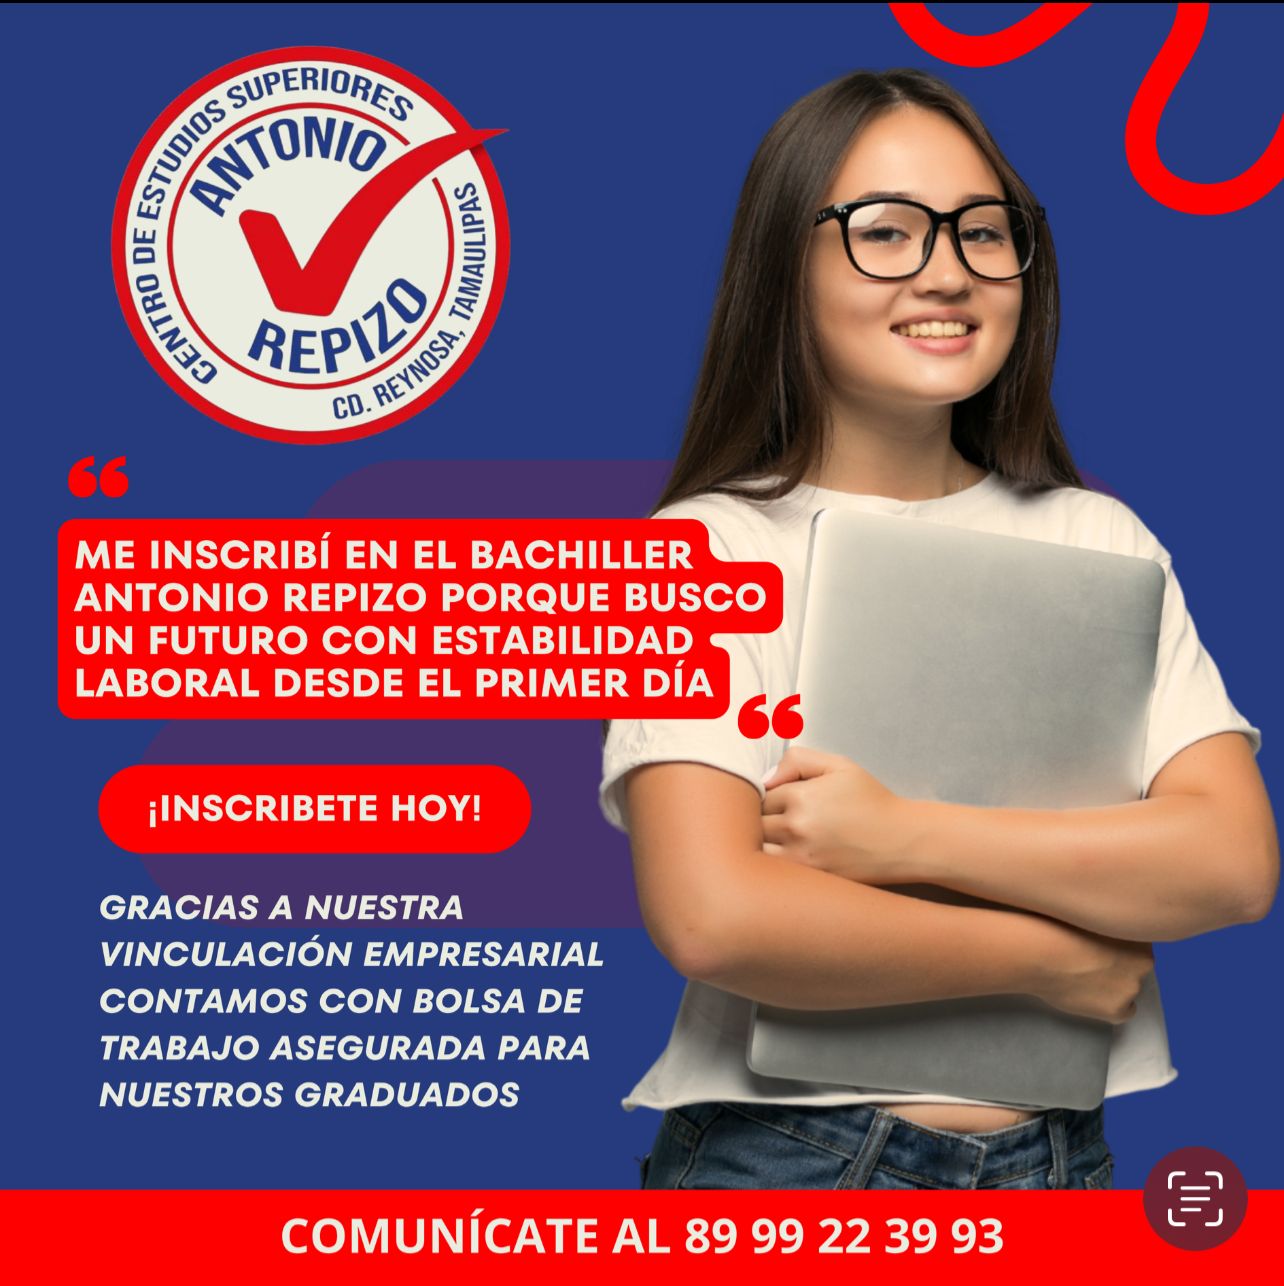 CENTRO DE ESTUDIOS SUPERIORES
ANTONIO
REPIZO
CD. REYNOSA, TAMAULIPAS
“
ME INSCRIBÍ EN EL BACHILLER
ANTONIO REPIZO PORQUE BUSCO
UN FUTURO CON ESTABILIDAD
LABORAL DESDE EL PRIMER DÍA
“
¡INSCRIBETE HOY!
GRACIAS A NUESTRA
VINCULACIÓN EMPRESARIAL
CONTAMOS CON BOLSA DE
TRABAJO ASEGURADA PARA
NUESTROS GRADUADOS
COMUNÍCATE AL 89 99 22 39 93